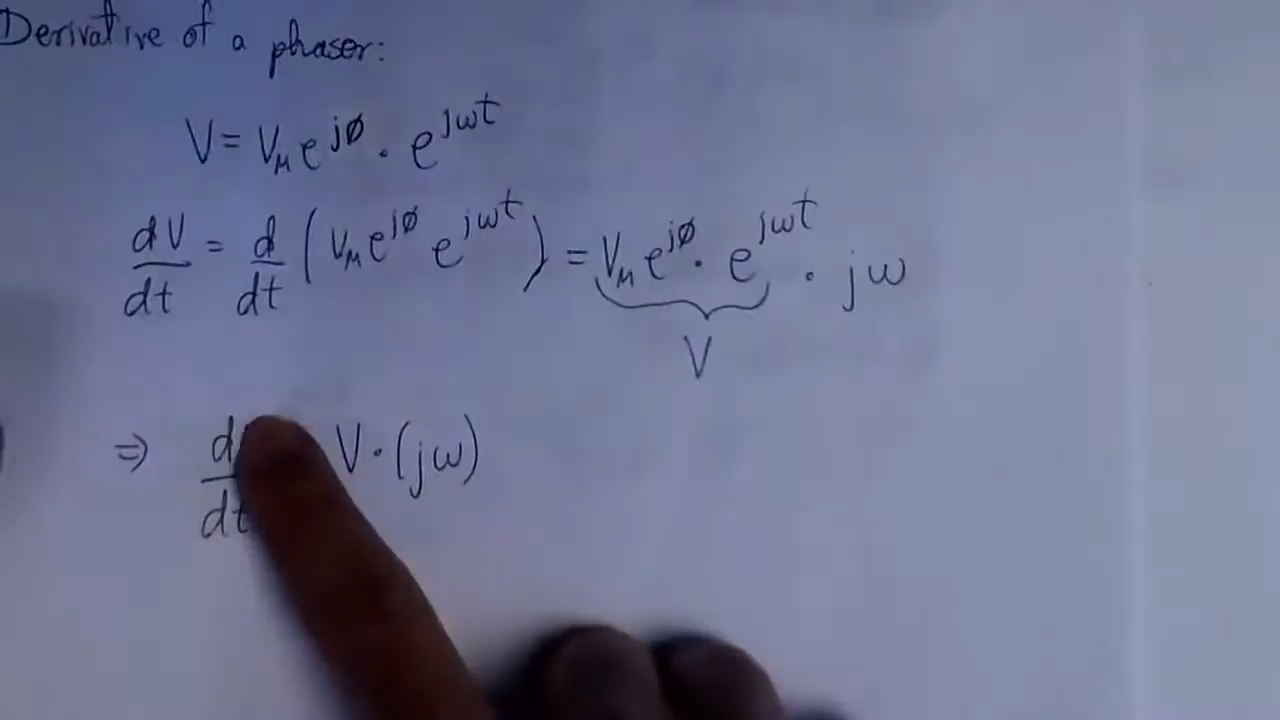 Derivative of a phasor:
V = V_M e^{jø} · e^{jωt}
dV/dt = d/dt (V_M e^{jø} e^{jωt}) = V_M e^{jø} · e^{jωt} · jω
V
⇒ d/dt V · (jω)